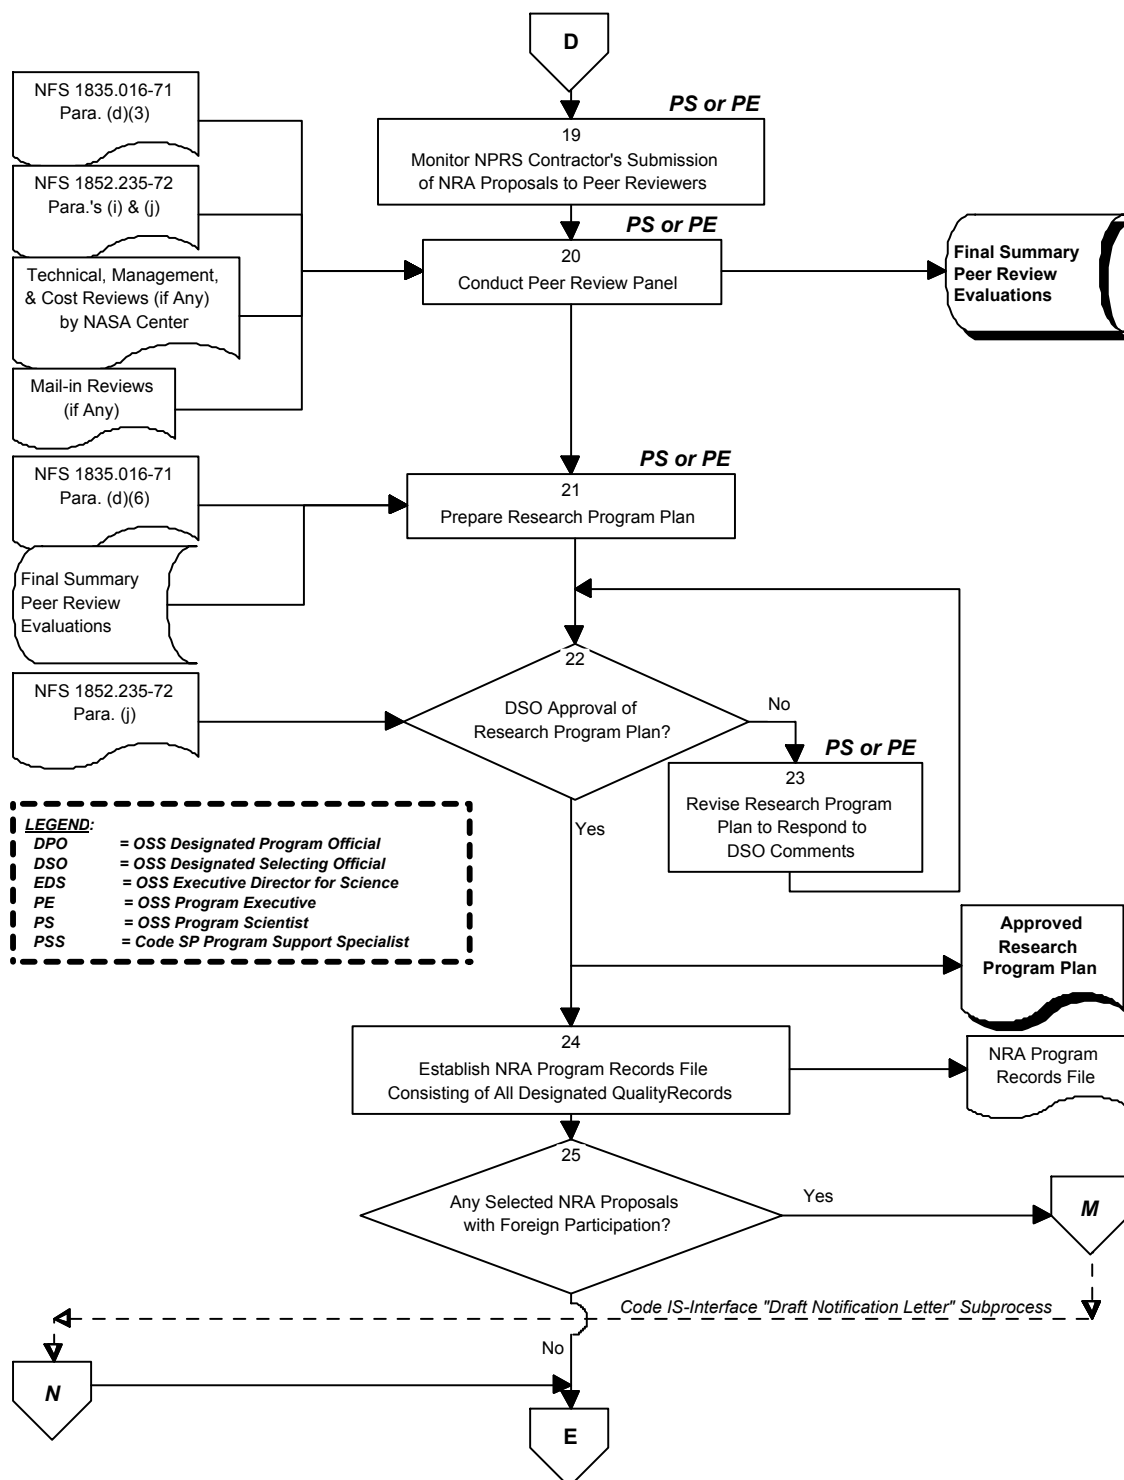 D
PS or PE
NFS 1835.016-71
Para. (d)(3)
19
Monitor NPRS Contractor's Submission
of NRA Proposals to Peer Reviewers
NFS 1852.235-72
Para.'s (i) & (j)
PS or PE
20
Conduct Peer Review Panel
Final Summary
Peer Review
Evaluations
Technical, Management,
& Cost Reviews (if Any)
by NASA Center
Mail-in Reviews
(if Any)
PS or PE
NFS 1835.016-71
Para. (d)(6)
21
Prepare Research Program Plan
Final Summary
Peer Review
Evaluations
22
DSO Approval of
Research Program Plan?
NFS 1852.235-72
Para. (j)
No
PS or PE
23
Revise Research Program
Plan to Respond to
DSO Comments
Yes
LEGEND:
DPO = OSS Designated Program Official
DSO = OSS Designated Selecting Official
EDS = OSS Executive Director for Science
PE = OSS Program Executive
PS = OSS Program Scientist
PSS = Code SP Program Support Specialist
Approved
Research
Program Plan
24
Establish NRA Program Records File
Consisting of All Designated QualityRecords
NRA Program
Records File
25
Any Selected NRA Proposals
with Foreign Participation?
Yes
M
Code IS-Interface "Draft Notification Letter" Subprocess
No
N
E